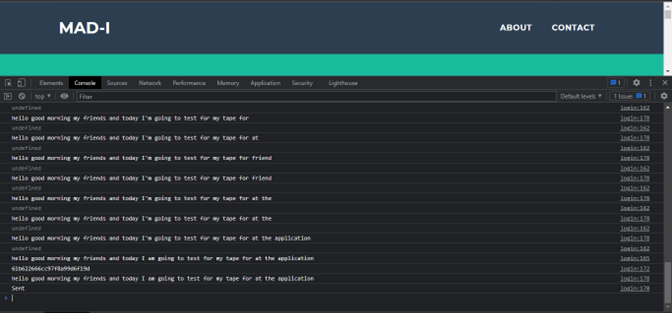 MAD-I
ABOUT CONTACT
Elements Console Sources Network Performance Memory Application Security Lighthouse 1
top Filter Default levels 1 Issue 1
undefined login:162
hello good morning my friends and today I'm going to test for my tape for login:170
undefined login:162
hello good morning my friends and today I'm going to test for my tape for at login:170
undefined login:162
hello good morning my friends and today I'm going to test for my tape for friend login:170
undefined login:162
hello good morning my friends and today I'm going to test for my tape for friend login:170
undefined login:162
hello good morning my friends and today I'm going to test for my tape for at the login:170
undefined login:162
hello good morning my friends and today I'm going to test for my tape for at the login:170
undefined login:162
hello good morning my friends and today I'm going to test for my tape for at the application login:170
undefined login:162
hello good morning my friends and today I am going to test for my tape for at the application login:165
61b622666cc97f8a99d6f19d login:172
hello good morning my friends and today I am going to test for my tape for at the application login:170
Sent login:170